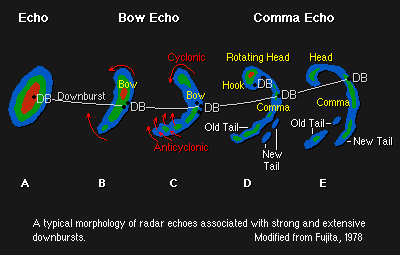 Echo Bow Echo Comma Echo
Cyclonic Rotating Head Head
Bow Hook DB DB
DB Downburst DB Bow DB DB
Comma Comma
Old Tail Old Tail
Anticyclonic New Tail New Tail
A B C D E
A typical morphology of radar echoes associated with strong and extensive
downbursts. Modified from Fujita, 1978